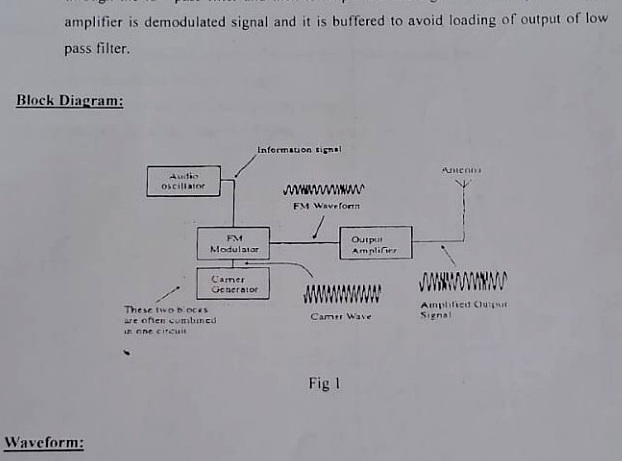 amplifier is demodulated signal and it is buffered to avoid loading of output of low
pass filter.
Block Diagram:
Information signal
Audio
oscillator
Antenna
FM Waveform
FM
Modulator
Output
Amplifier
Carrier
Generator
These two blocks
are often combined
in one circuit
Carrier Wave
Amplified Output
Signal
Fig 1
Waveform: